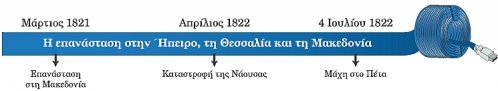 Μάρτιος 1821 Απρίλιος 1822 4 Ιουλίου 1822
Η επανάσταση στην Ήπειρο, τη Θεσσαλία και τη Μακεδονία
Επανάσταση Καταστροφή της Νάουσας Μάχη στο Πέτα
στη Μακεδονία